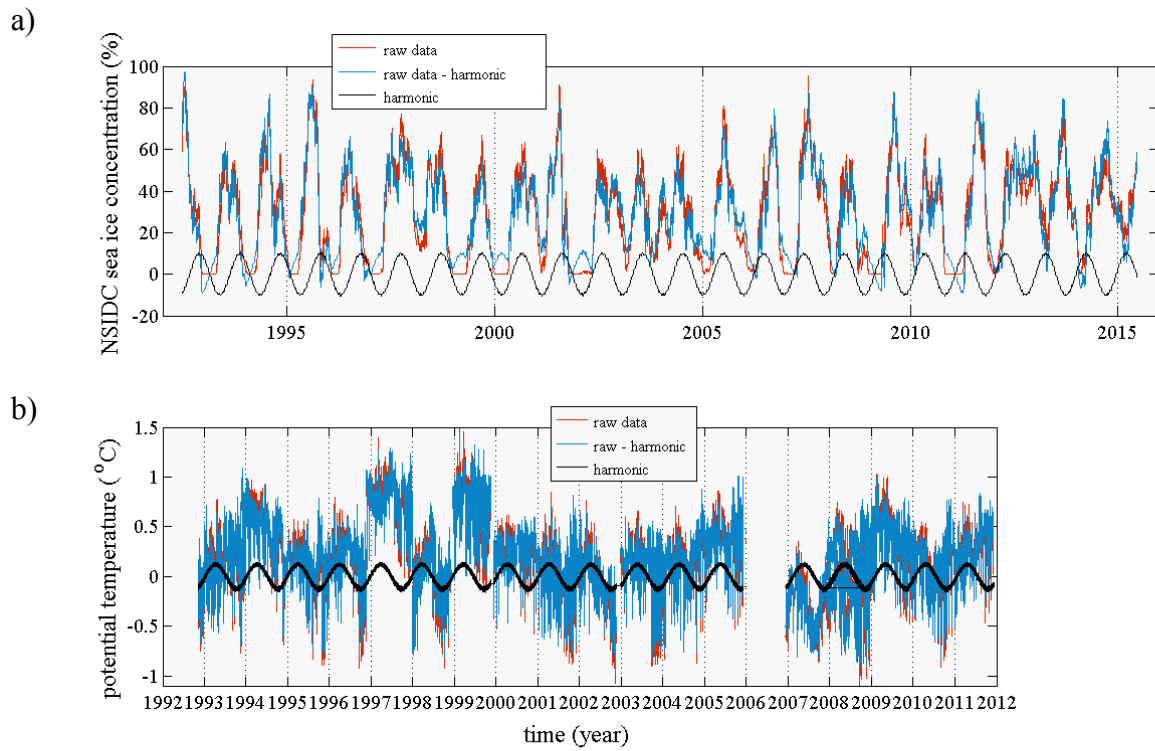 a)
raw data
raw data - harmonic
harmonic
NSIDC sea ice concentration (%)
100
80
60
40
20
0
-20
1995 2000 2005 2010 2015
b)
raw data
raw - harmonic
harmonic
potential temperature (°C)
1.5
1
0.5
0
-0.5
-1
1992 1993 1994 1995 1996 1997 1998 1999 2000 2001 2002 2003 2004 2005 2006 2007 2008 2009 2010 2011 2012
time (year)